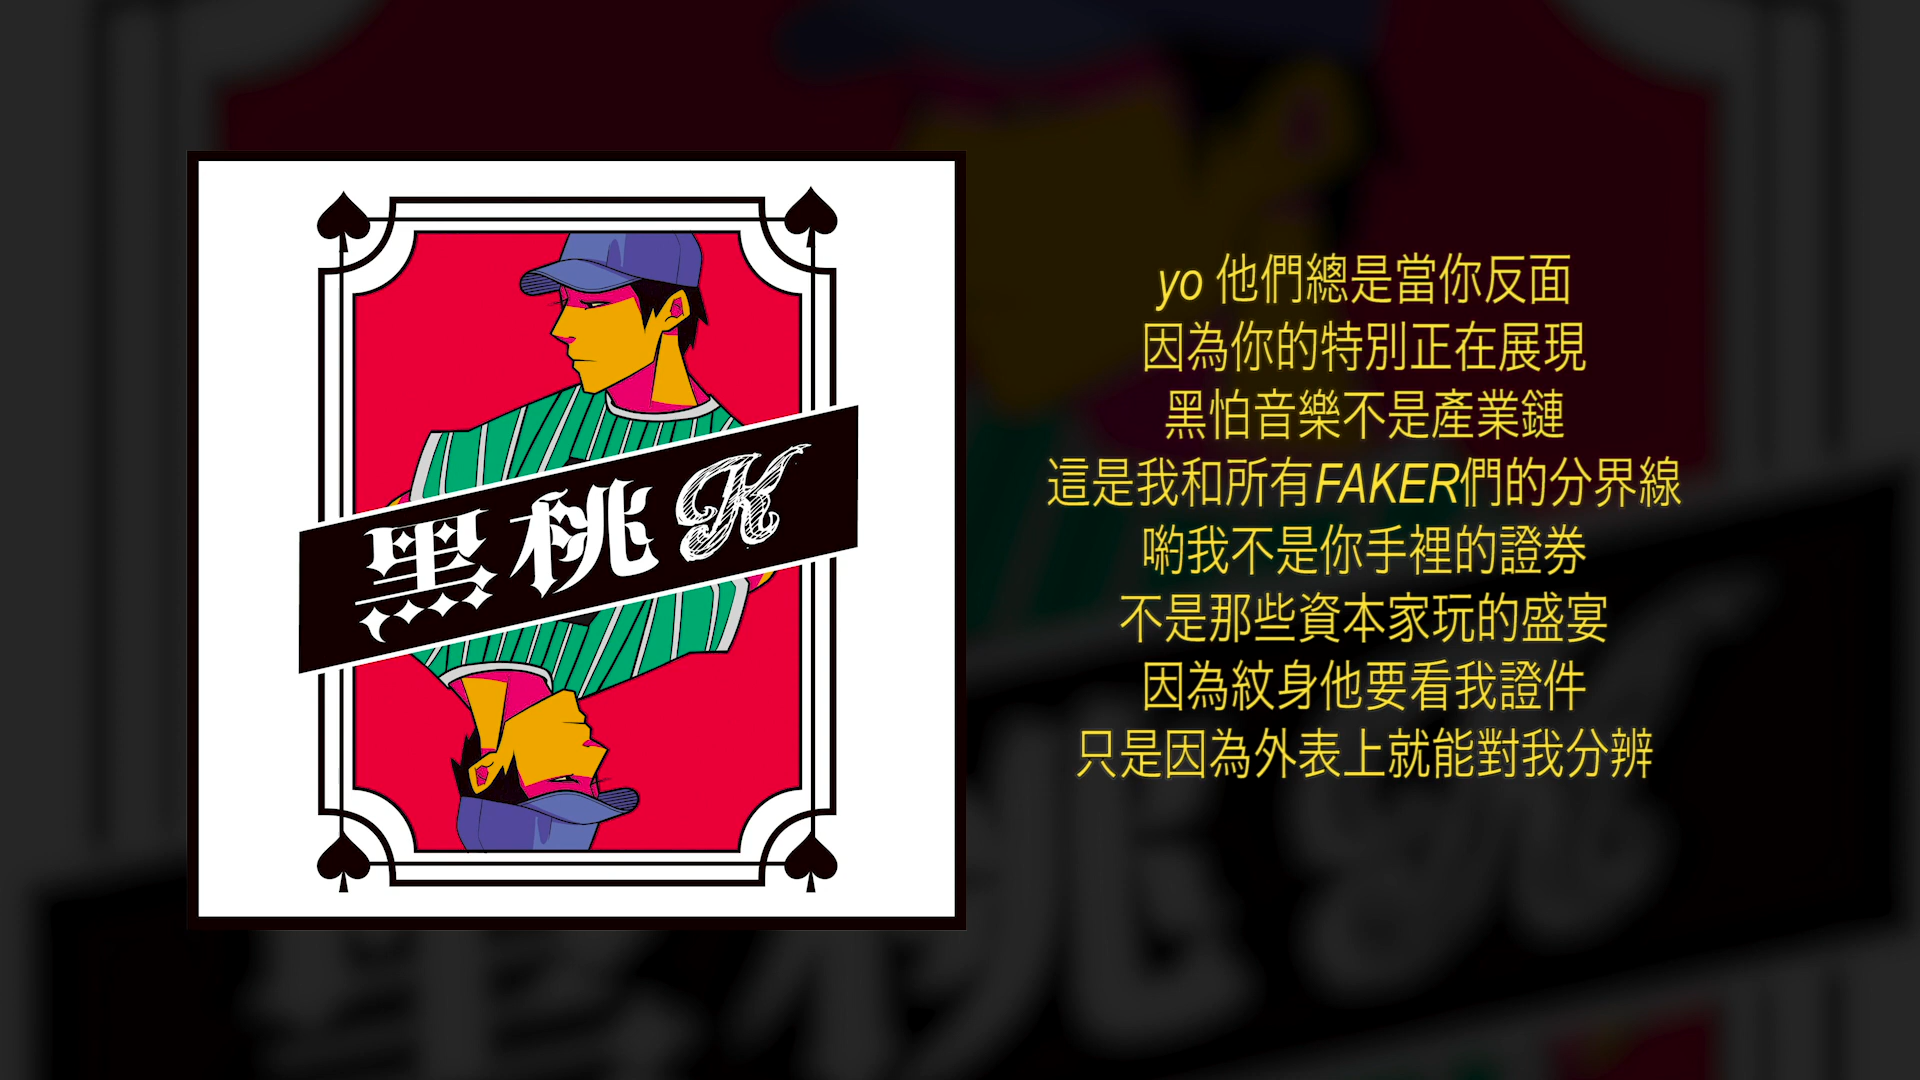 黑桃K
yo 他們總是當你反面
因為你的特別正在展現
黑怕音樂不是產業鏈
這是我和所有FAKER們的分界線
喲我不是你手裡的證券
不是那些資本家玩的盛宴
因為紋身他要看我證件
只是因為外表上就能對我分辨